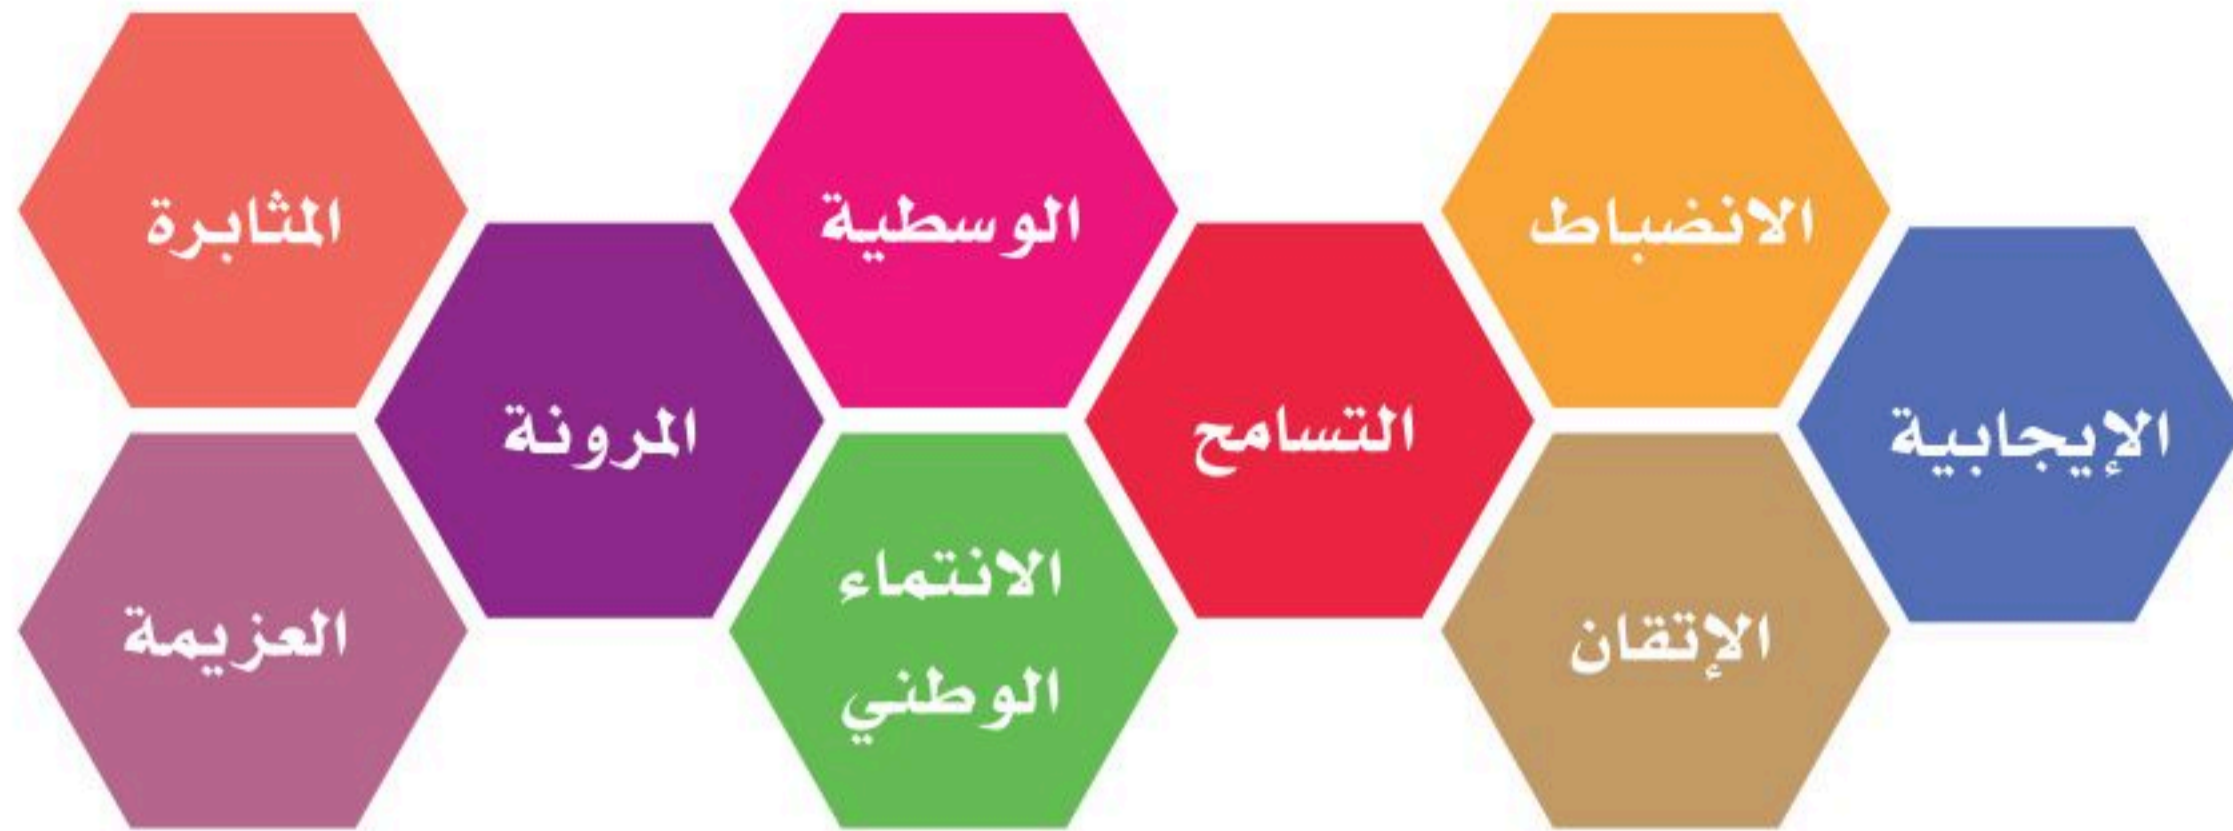 الإيجابية
الانضباط
الإتقان
التسامح
الوسطية
الانتماء
الوطني
المرونة
المثابرة
العزيمة